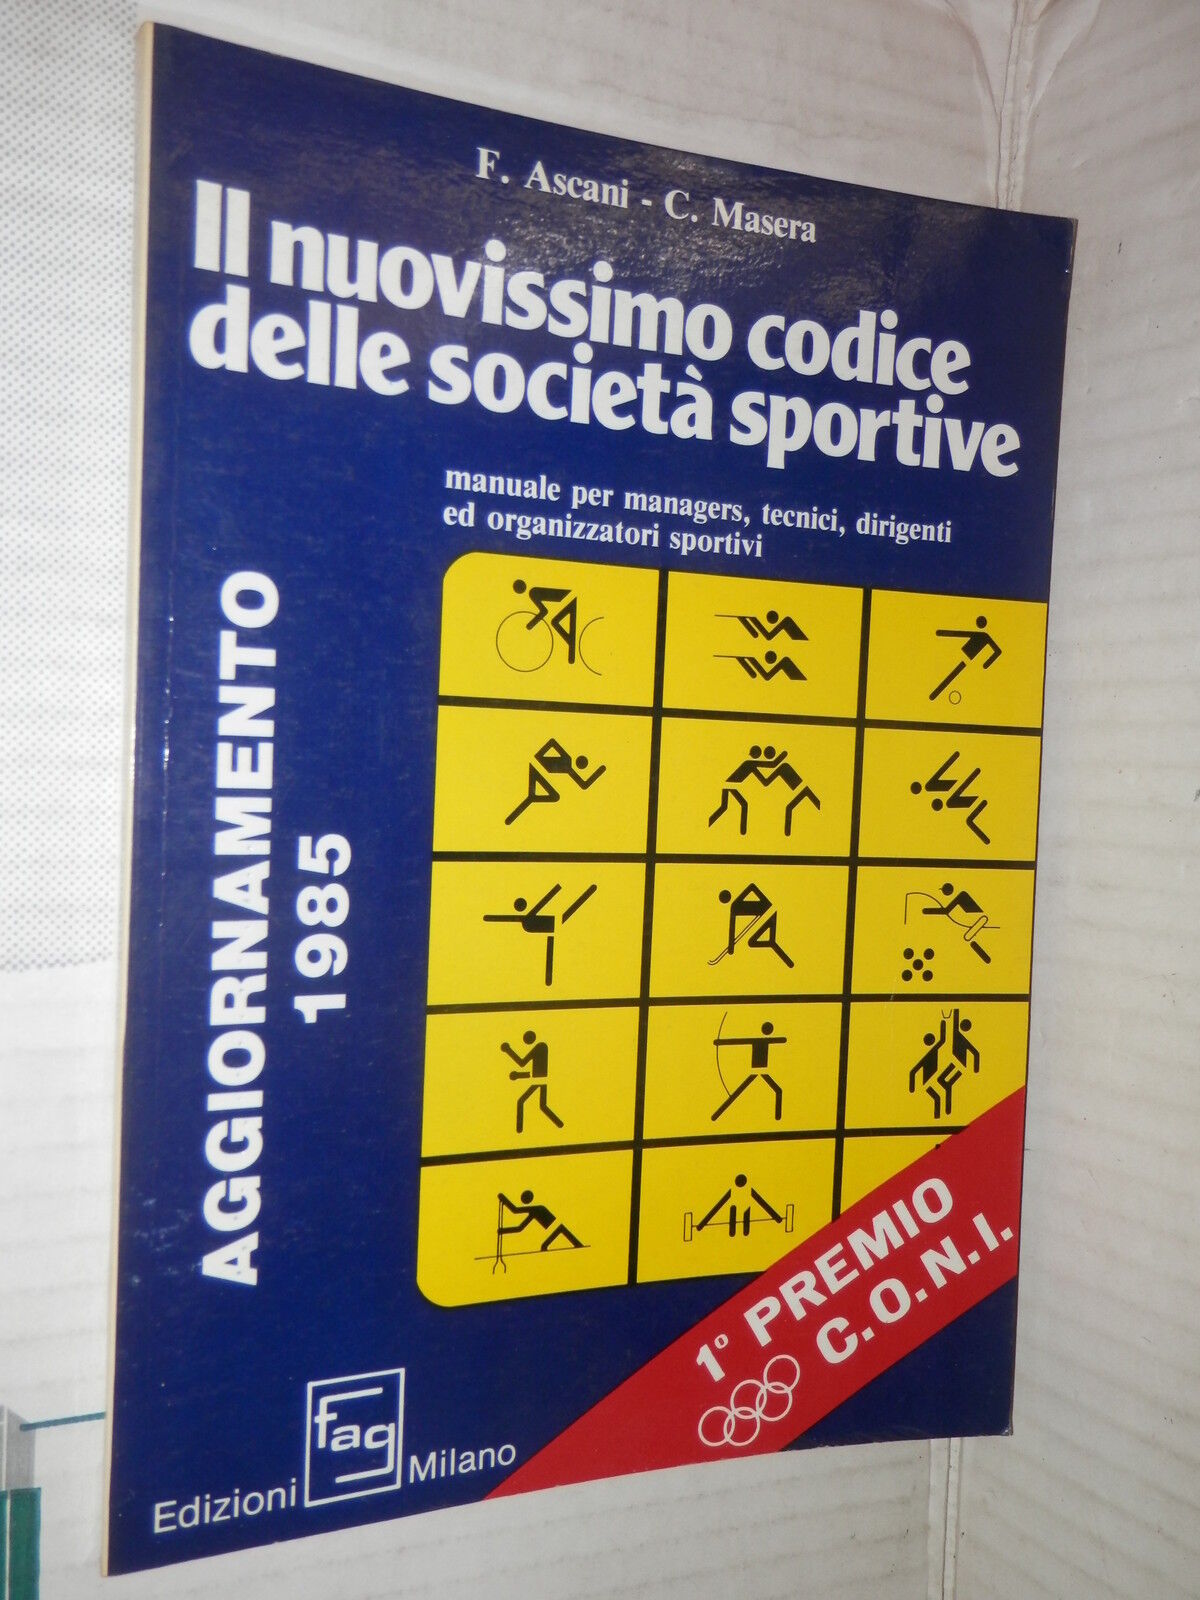 F. Ascani - C. Masera
Il nuovissimo codice
delle società sportive
manuale per managers, tecnici, dirigenti
ed organizzatori sportivi
AGGIORNAMENTO
1985
1º PREMIO
C.O.N.I.
Edizioni fag Milano